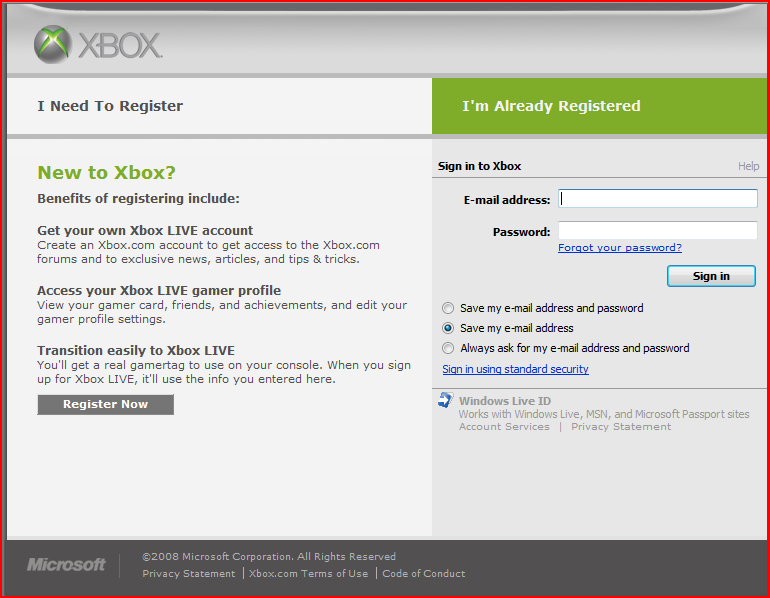 XBOX
I Need To Register
I'm Already Registered
New to Xbox?
Benefits of registering include:
Get your own Xbox LIVE account
Create an Xbox.com account to get access to the Xbox.com
forums and to exclusive news, articles, and tips & tricks.
Access your Xbox LIVE gamer profile
View your gamer card, friends, and achievements, and edit your
gamer profile settings.
Transition easily to Xbox LIVE
You'll get a real gamertag to use on your console. When you sign
up for Xbox LIVE, it'll use the info you entered here.
Register Now
Sign in to Xbox
Help
E-mail address:
Password:
Forgot your password?
Sign in
Save my e-mail address and password
Save my e-mail address
Always ask for my e-mail address and password
Sign in using standard security
Windows Live ID
Works with Windows Live, MSN, and Microsoft Passport sites
Account Services | Privacy Statement
Microsoft
©2008 Microsoft Corporation. All Rights Reserved
Privacy Statement | Xbox.com Terms of Use | Code of Conduct